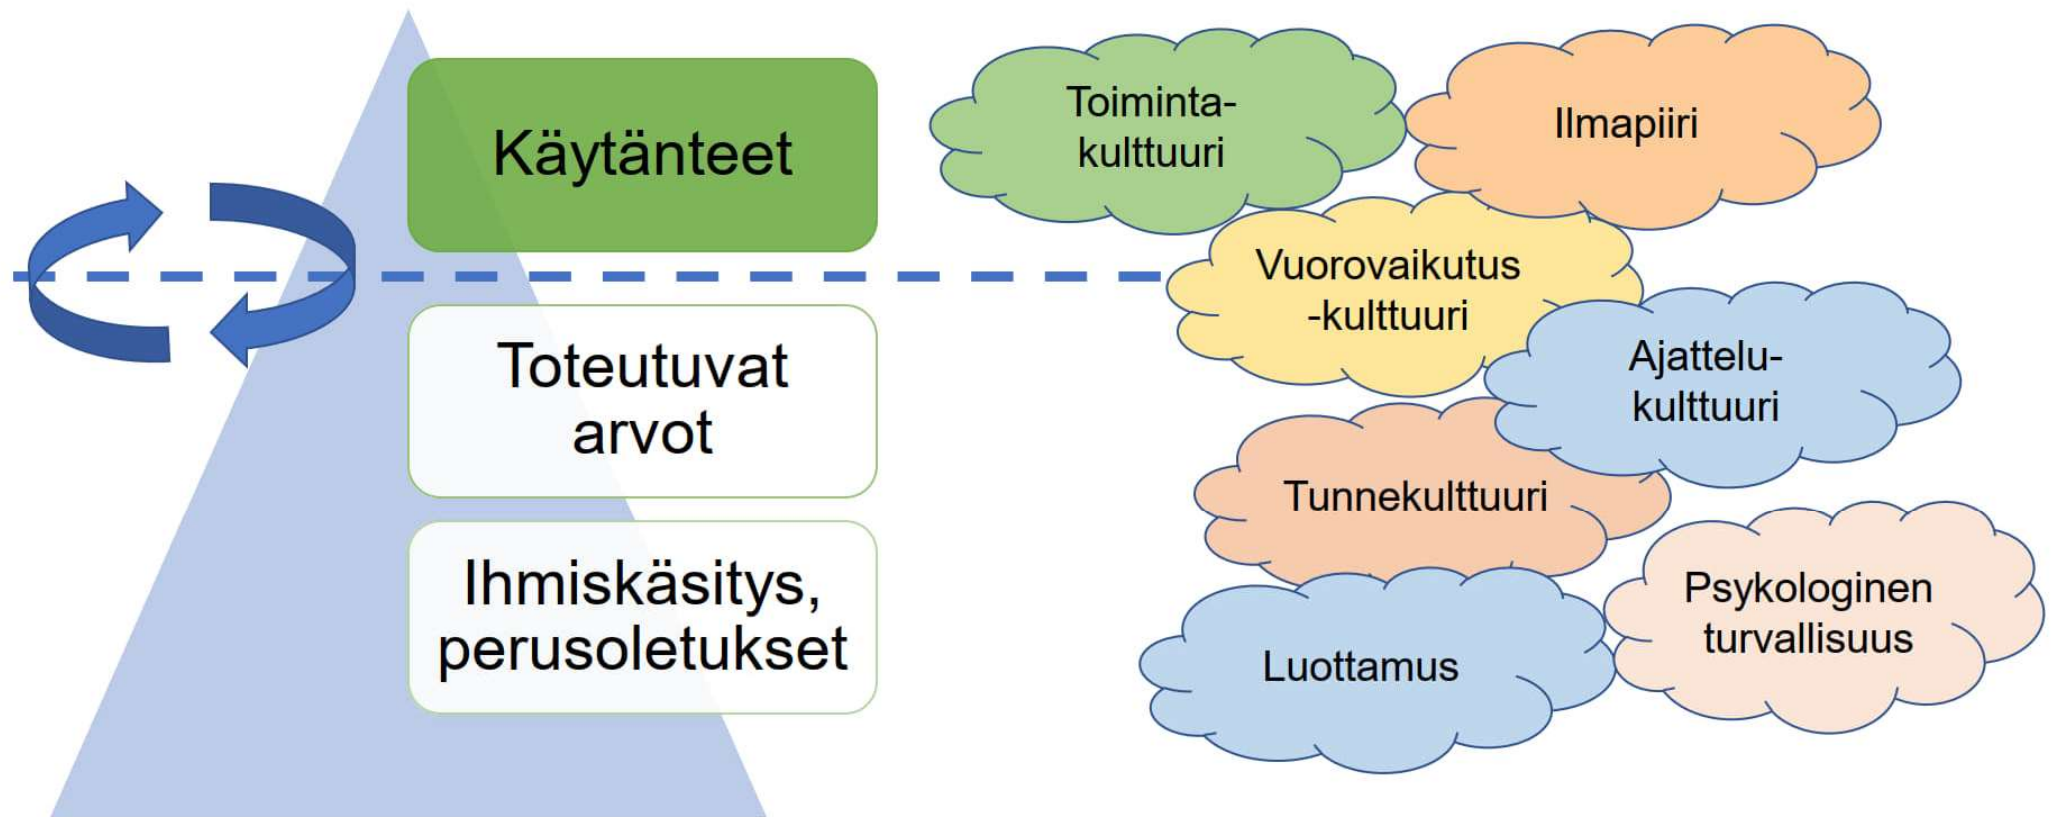 Käytänteet
Toteutuvat
arvot
Ihmiskäsitys,
perusoletukset
Toiminta-
kulttuuri
Ilmapiiri
Vuorovaikutus
-kulttuuri
Ajattelu-
kulttuuri
Tunnekulttuuri
Psykologinen
turvallisuus
Luottamus